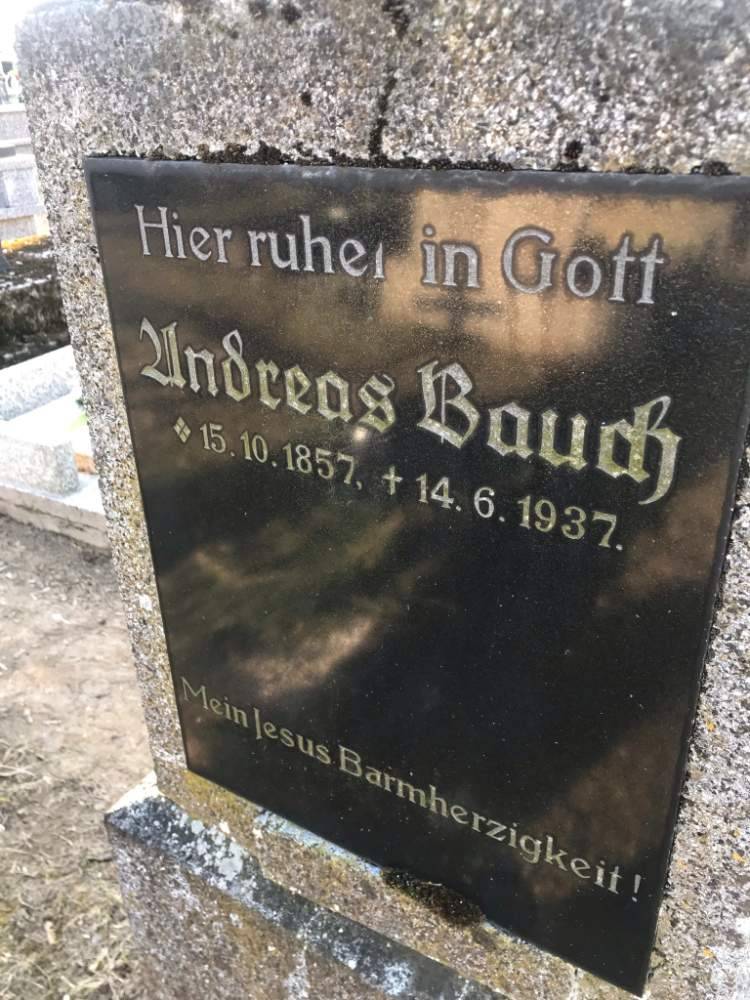 Hier ruhet in Gott
Andreas Bauch
15.10.1857, † 14.6.1937.
Mein Jesus Barmherzigkeit!